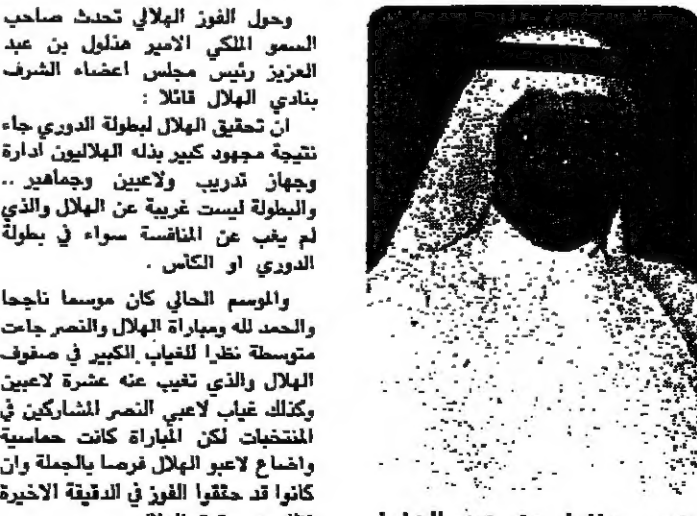 وحول الفوز الهلالي تحدث صاحب
السمو الملكي الامير هذلول بن عبد
العزيز رئيس مجلس اعضاء الشرف
بنادي الهلال قائلا :
ان تحقيق الهلال لبطولة الدوري جاء
نتيجة مجهود كبير بذله الهلاليون ادارة
وجهاز تدريب ولاعبين وجماهير ..
والبطولة ليست غريبة عن الهلال والذي
لم يغب عن المنافسة سواء في بطولة
الدوري او الكأس .
والموسم الحالي كان موسما ناجحا
والحمد لله ومباراة الهلال والنصر جاءت
متوسطة نظرا للغياب الكبير في صفوف
الهلال والذي تغيب عنه عشرة لاعبين
وكذلك غياب لاعبي النصر المشاركين في
المنتخبات لكن المباراة كانت حماسية
واضاع لاعبو الهلال فرصا بالجملة وان
كانوا قد حققوا الفوز في الدقيقة الاخيرة